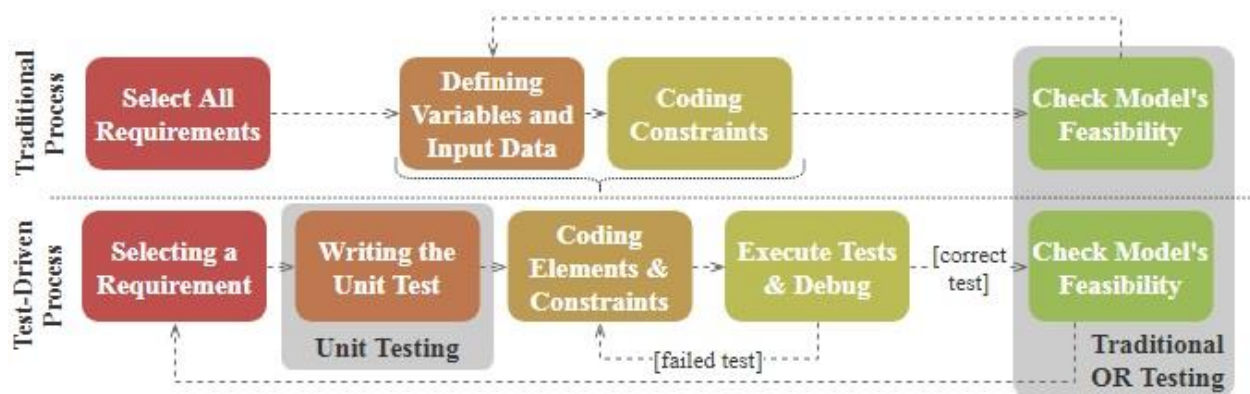 Traditional
Process
Select All
Requirements
Defining
Variables and
Input Data
Coding
Constraints
Check Model's
Feasibility
Test-Driven
Process
Selecting a
Requirement
Writing the
Unit Test
Unit Testing
Coding
Elements &
Constraints
Execute Tests
& Debug
[failed test]
[correct
test]
Check Model's
Feasibility
Traditional
OR Testing